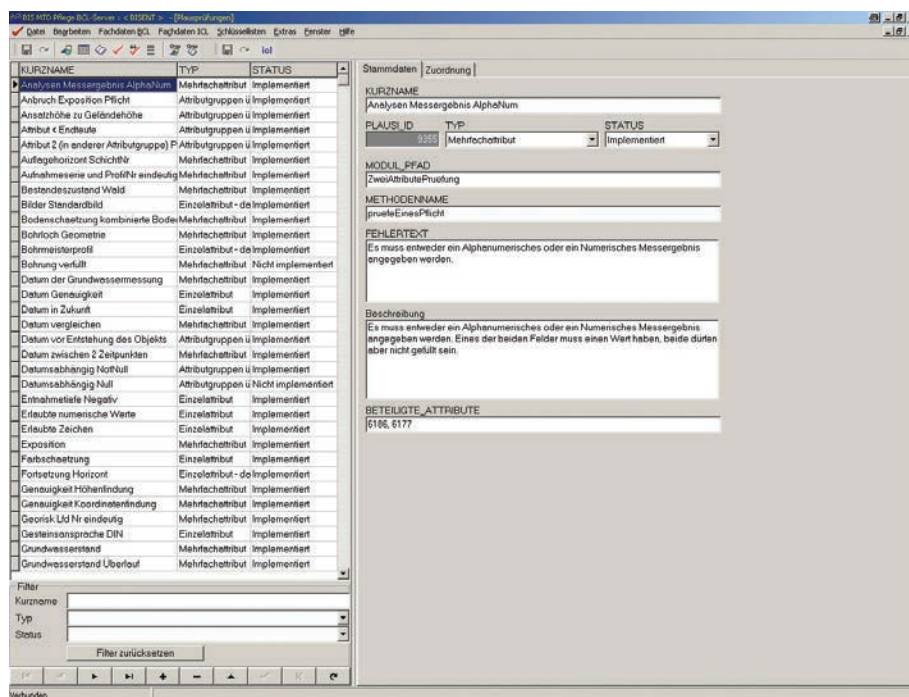 BIS MTO Pflege BCL-Server : < BISENT > - [Plausprüfungen]
Datei Bearbeiten Fachdaten BCL Fachdaten 3CL Schlüssellisten Extras Fenster Hilfe
KURZNAME TYP STATUS
Analysen Messergebnis AlphaNum Mehrfachattribut Implementiert
Anbruch Exposition Pflicht Attributgruppen ü Implementiert
Ansatzhöhe zu Geländehöhe Attributgruppen ü Implementiert
Attribut < Endteufe Attributgruppen ü Implementiert
Attribut 2 (in anderer Attributgruppe) P Attributgruppen ü Implementiert
Auflagehorizont SchichtNr Mehrfachattribut Implementiert
Aufnahmeserie und ProfilNr eindeutig Mehrfachattribut Implementiert
Bestandeszustand Wald Mehrfachattribut Implementiert
Bilder Standardbild Einzelattribut - de Implementiert
Bodenschaetzung kombinierte Boder Mehrfachattribut Implementiert
Bohrloch Geometrie Mehrfachattribut Implementiert
Bohrmeisterprofil Einzelattribut - de Implementiert
Bohrung verfüllt Mehrfachattribut Nicht implementiert
Datum der Grundwassermessung Mehrfachattribut Implementiert
Datum Genauigkeit Einzelattribut Implementiert
Datum in Zukunft Einzelattribut Implementiert
Datum vergleichen Mehrfachattribut Implementiert
Datum vor Entstehung des Objekts Attributgruppen ü Implementiert
Datum zwischen 2 Zeitpunkten Mehrfachattribut Implementiert
Datumsabhängig NotNull Attributgruppen ü Implementiert
Datumsabhängig Null Attributgruppen ü Nicht implementiert
Entnahmetiefe Negativ Einzelattribut Implementiert
Erlaubte numerische Werte Einzelattribut Implementiert
Erlaubte Zeichen Einzelattribut Implementiert
Exposition Mehrfachattribut Implementiert
Farbschaetzung Einzelattribut Implementiert
Fortsetzung Horizont Einzelattribut - de Implementiert
Genauigkeit Höhenfindung Mehrfachattribut Implementiert
Genauigkeit Koordinatenfindung Mehrfachattribut Implementiert
Georisk Lfd Nr eindeutig Mehrfachattribut Implementiert
Gesteinsansprache DIN Einzelattribut Implementiert
Grundwasserstand Mehrfachattribut Implementiert
Grundwasserstand Überlauf Mehrfachattribut Implementiert
Filter
Kurzname
Typ
Status
Filter zurücksetzen
Verbunden
Stammdaten Zuordnung
KURZNAME
Analysen Messergebnis AlphaNum
PLAUSI_ID TYP STATUS
9355 Mehrfachattribut Implementiert
MODUL_PFAD
ZweiAttributePruefung
METHODENNAME
pruefeEinesPflicht
FEHLERTEXT
Es muss entweder ein Alphanumerisches oder ein Numerisches Messergebnis
angegeben werden.
Beschreibung
Es muss entweder ein Alphanumerisches oder ein Numerisches Messergebnis
angegeben werden. Eines der beiden Felder muss einen Wert haben, beide dürfen
aber nicht gefüllt sein.
BETEILIGTE_ATTRIBUTE
6186, 6177